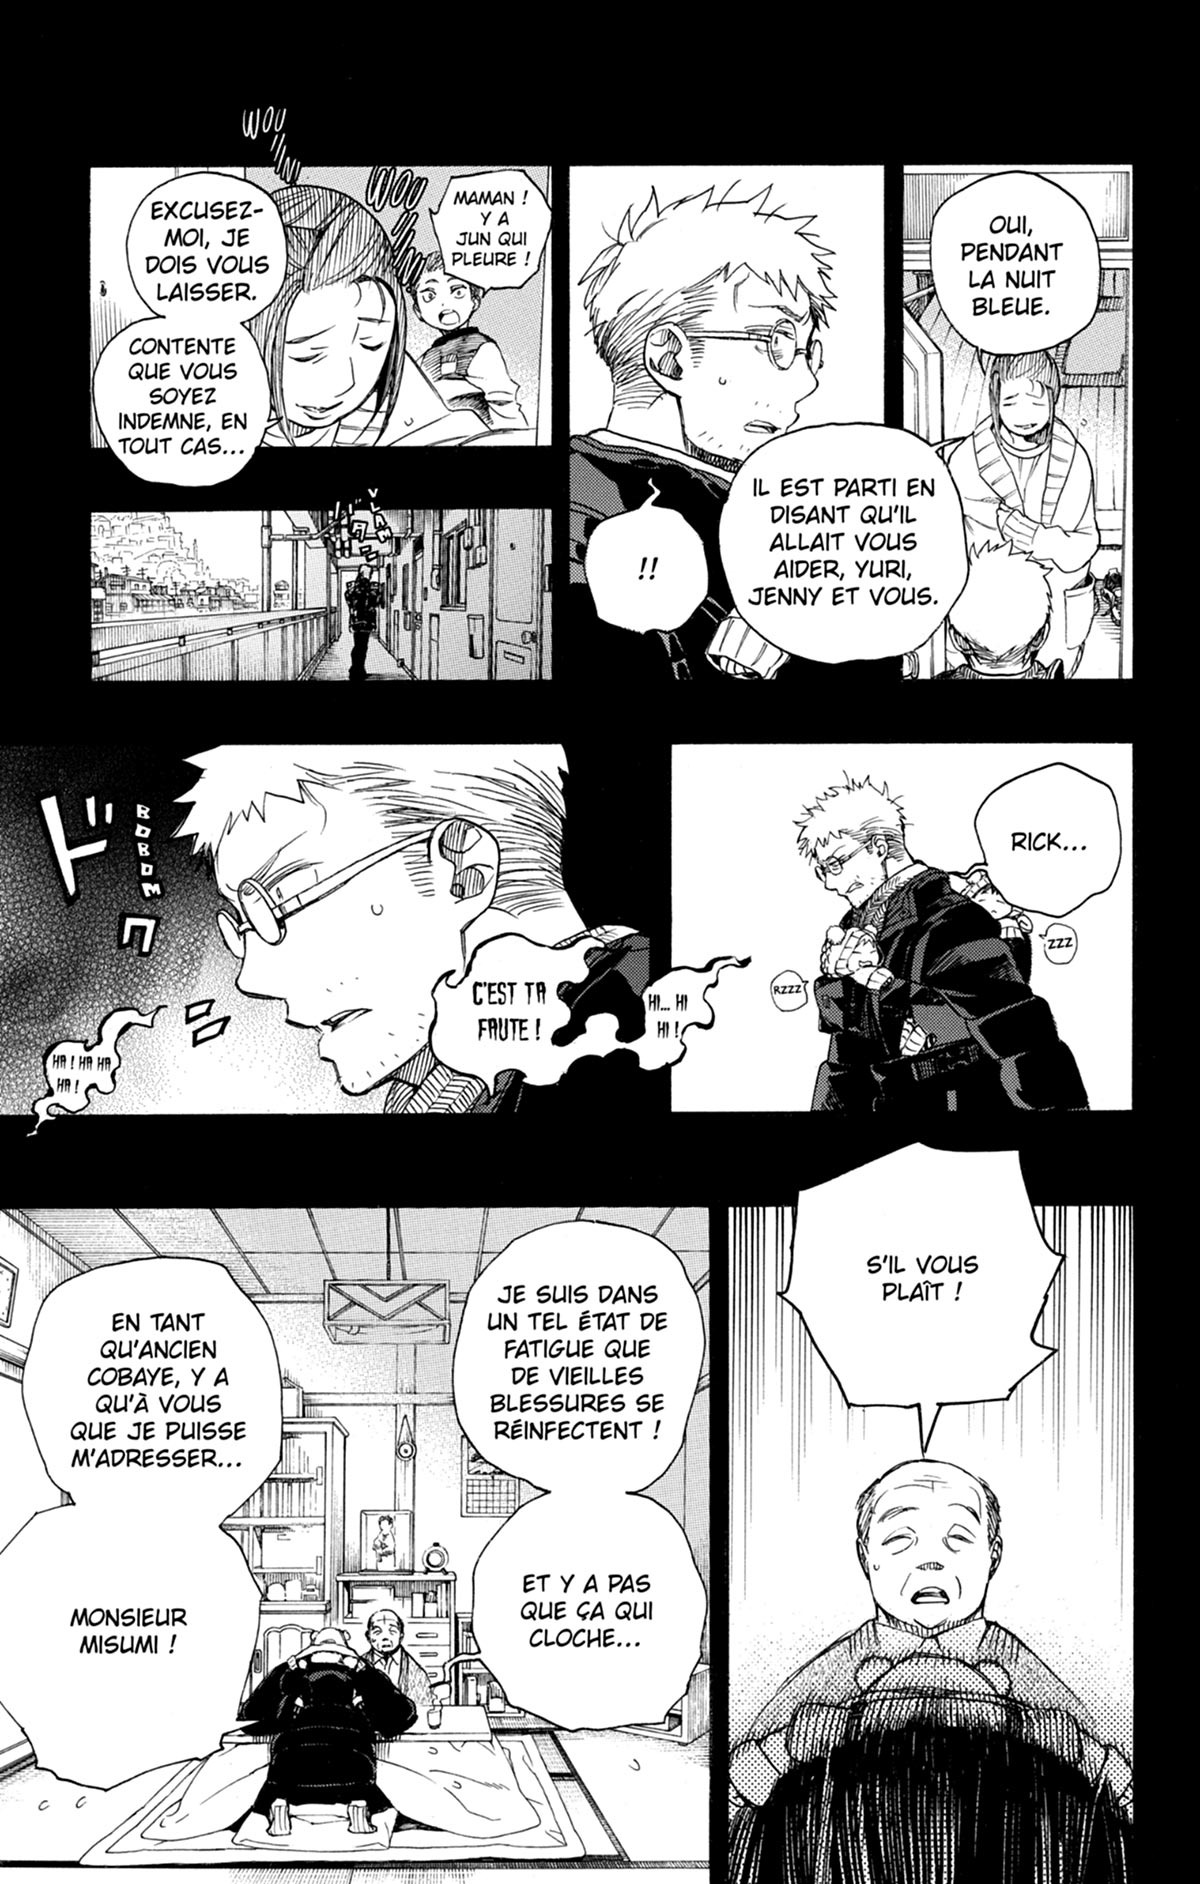 OUI,
PENDANT
LA NUIT
BLEUE.
IL EST PARTI EN
DISANT QU'IL
ALLAIT VOUS
AIDER, YURI,
JENNY ET VOUS.
!!
WOU
IIIN
WOU
IIIN
MAMAN !
Y A
JUN QUI
PLEURE !
EXCUSEZ-
MOI, JE
DOIS VOUS
LAISSER.
CONTENTE
QUE VOUS
SOYEZ
INDEMNE, EN
TOUT CAS...
VLAM
RICK...
ZZZ
RZZZ
HI... HI
HI !
C'EST TA
FAUTE !
BOBOM
ドク
HA ! HA HA
HA !
S'IL VOUS
PLAÎT !
JE SUIS DANS
UN TEL ÉTAT DE
FATIGUE QUE
DE VIEILLES
BLESSURES SE
RÉINFECTENT !
ET Y A PAS
QUE ÇA QUI
CLOCHE...
EN TANT
QU'ANCIEN
COBAYE, Y A
QU'À VOUS
QUE JE PUISSE
M'ADRESSER...
MONSIEUR
MISUMI !